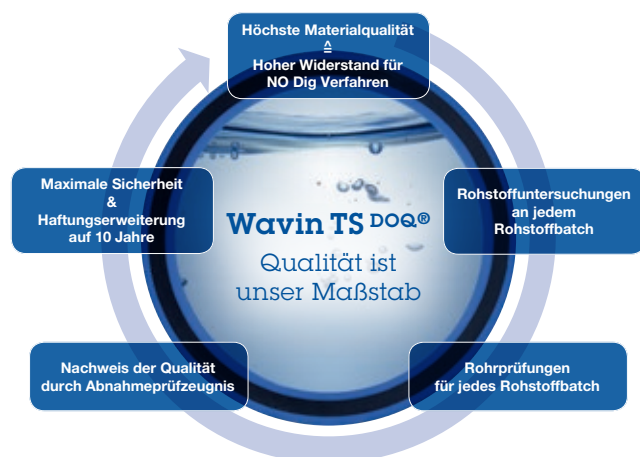 Höchste Materialqualität
≙
Hoher Widerstand für
NO Dig Verfahren
Maximale Sicherheit
&
Haftungserweiterung
auf 10 Jahre
Wavin TS DOQ®
Qualität ist
unser Maßstab
Rohstoffuntersuchungen
an jedem
Rohstoffbatch
Nachweis der Qualität
durch Abnahmeprüfzeugnis
Rohrprüfungen
für jedes Rohstoffbatch